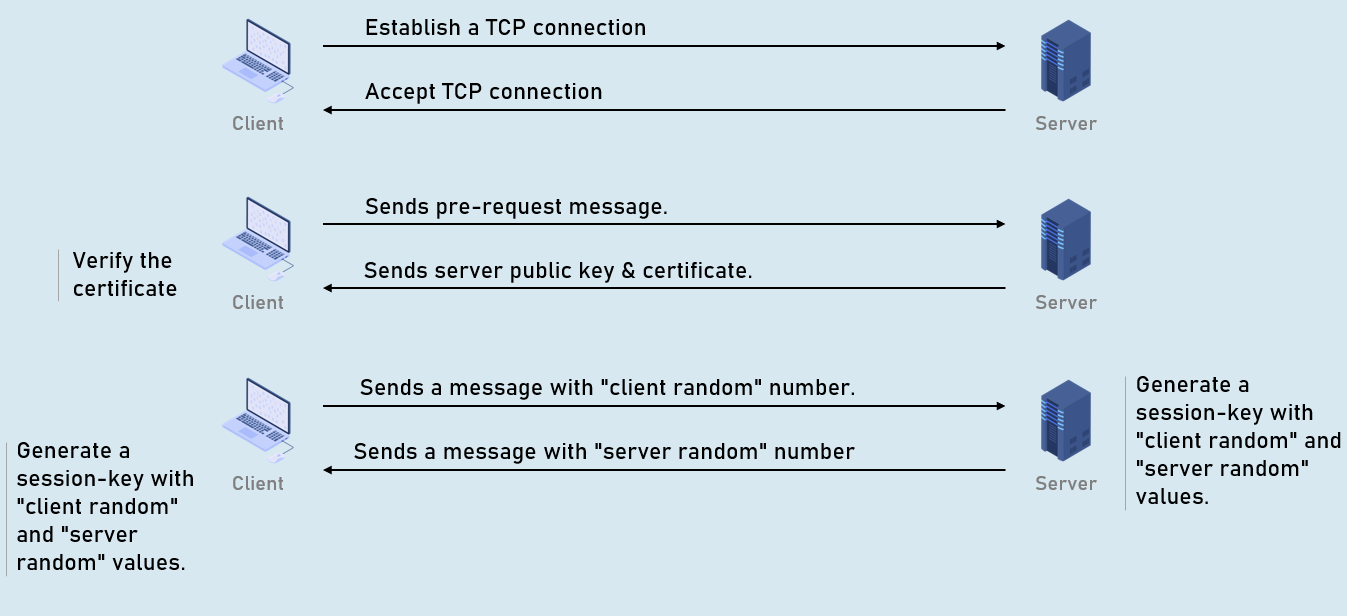 Establish a TCP connection
Accept TCP connection
Client
Server
Sends pre-request message.
Verify the
certificate
Sends server public key & certificate.
Client
Server
Sends a message with "client random" number.
Sends a message with "server random" number
Client
Server
Generate a
session-key with
"client random"
and "server
random" values.
Generate a
session-key with
"client random" and
"server random"
values.